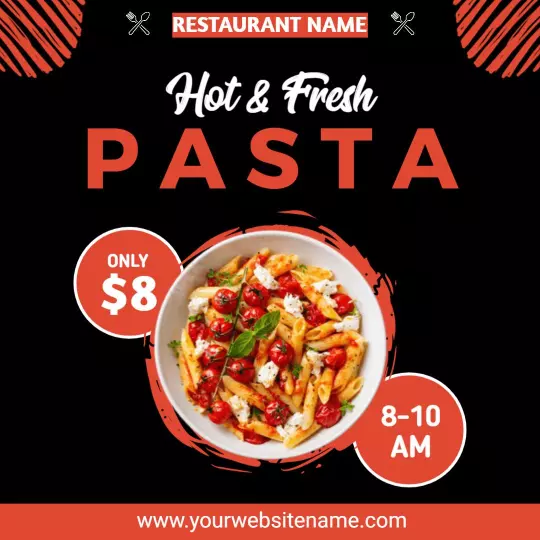 RESTAURANT NAME
Hot & Fresh
PASTA
ONLY
$8
8-10
AM
www.yourwebsitename.com